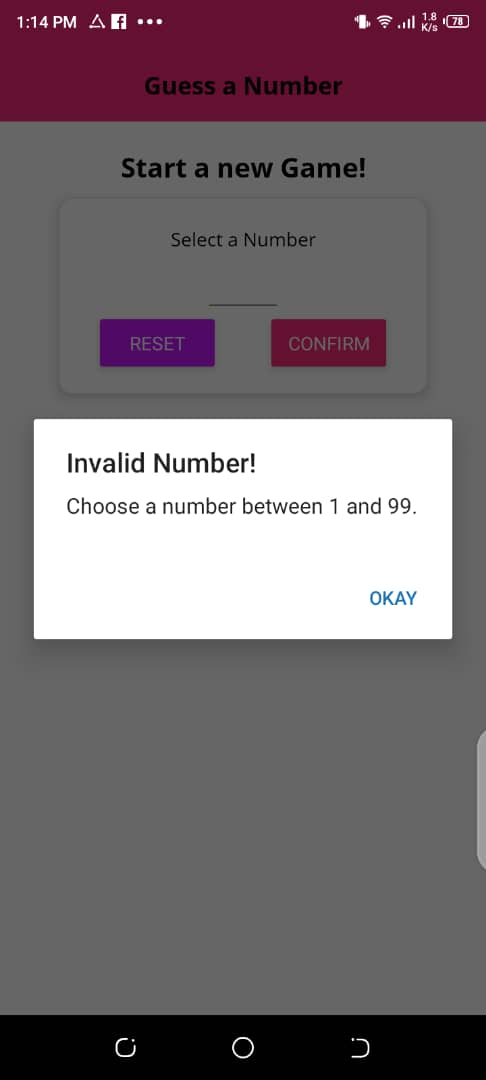 1:14 PM
1.8
K/s
78
Guess a Number
Start a new Game!
Select a Number
RESET
CONFIRM
Invalid Number!
Choose a number between 1 and 99.
OKAY